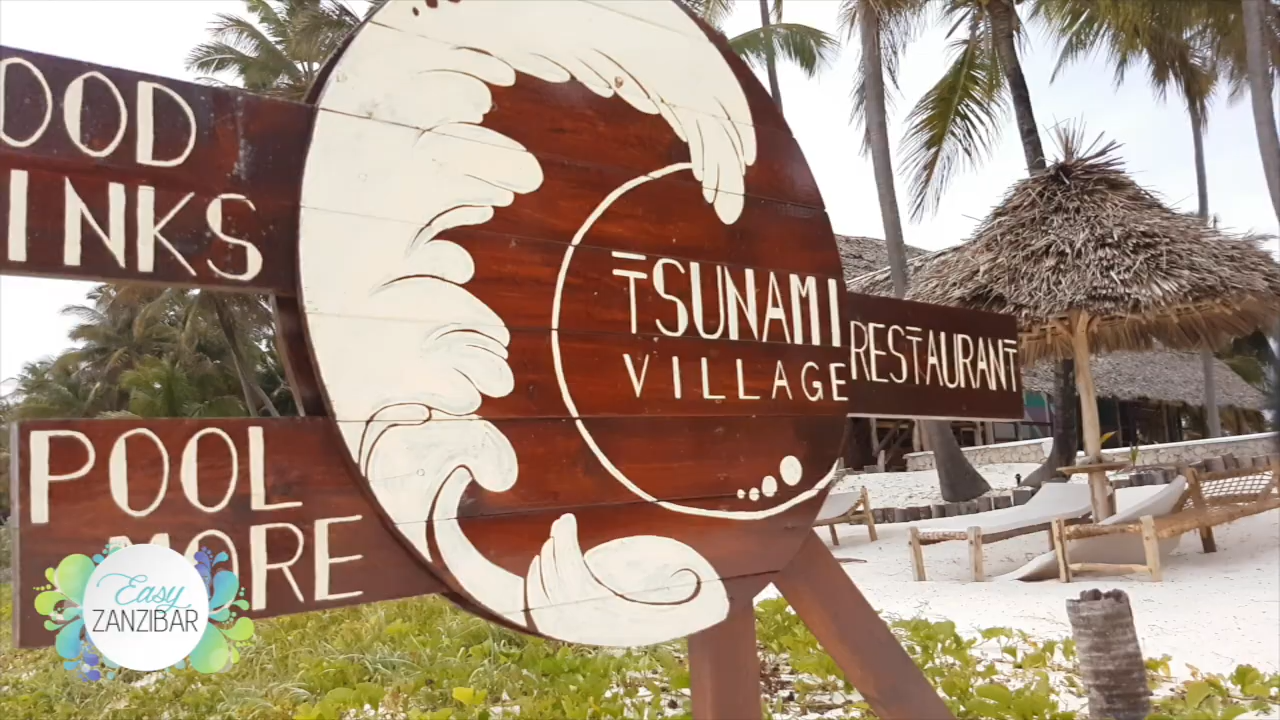 OOD
INKS
TSUNAMI
VILLAGE
RESTAURANT
POOL
MORE
Easy
ZANZIBAR